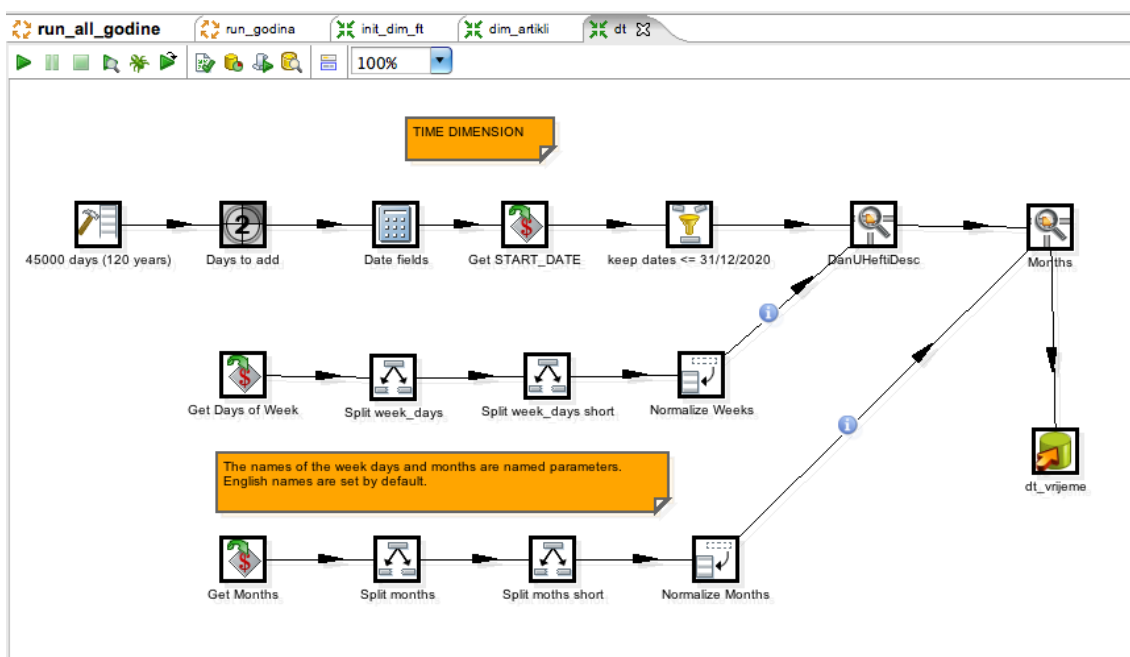 run_all_godine
run_godina
init_dim_ft
dim_artikli
dt
100%
TIME DIMENSION
2
45000 days (120 years)
Days to add
Date fields
Get START_DATE
keep dates <= 31/12/2020
DanUHeftiDesc
Months
Get Days of Week
Split week_days
Split week_days short
Normalize Weeks
The names of the week days and months are named parameters.
English names are set by default.
dt_vrijeme
Get Months
Split months
Split moths short
Normalize Months